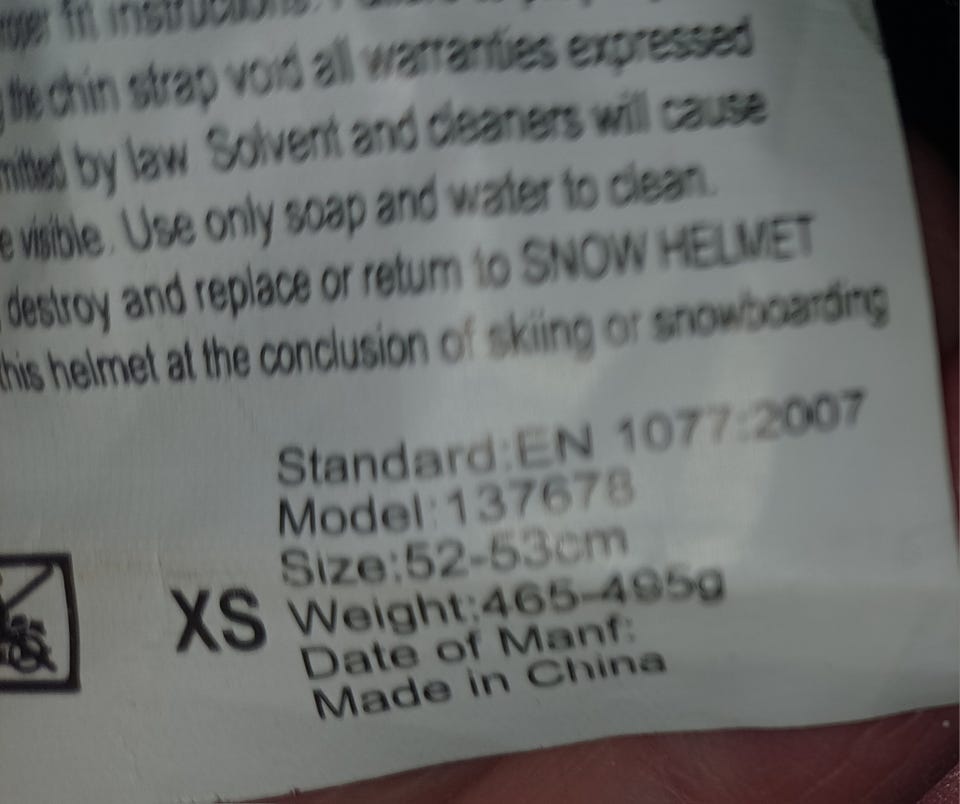 fit instructions.
the chin strap void all warranties expressed
by law Solvent and cleaners will cause
visible. Use only soap and water to clean.
destroy and replace or return to SNOW HELMET
this helmet at the conclusion of skiing or snowboarding
Standard:EN 1077:2007
Model:137678
Size:52-53cm
XS Weight:465-495g
Date of Manf:
Made in China